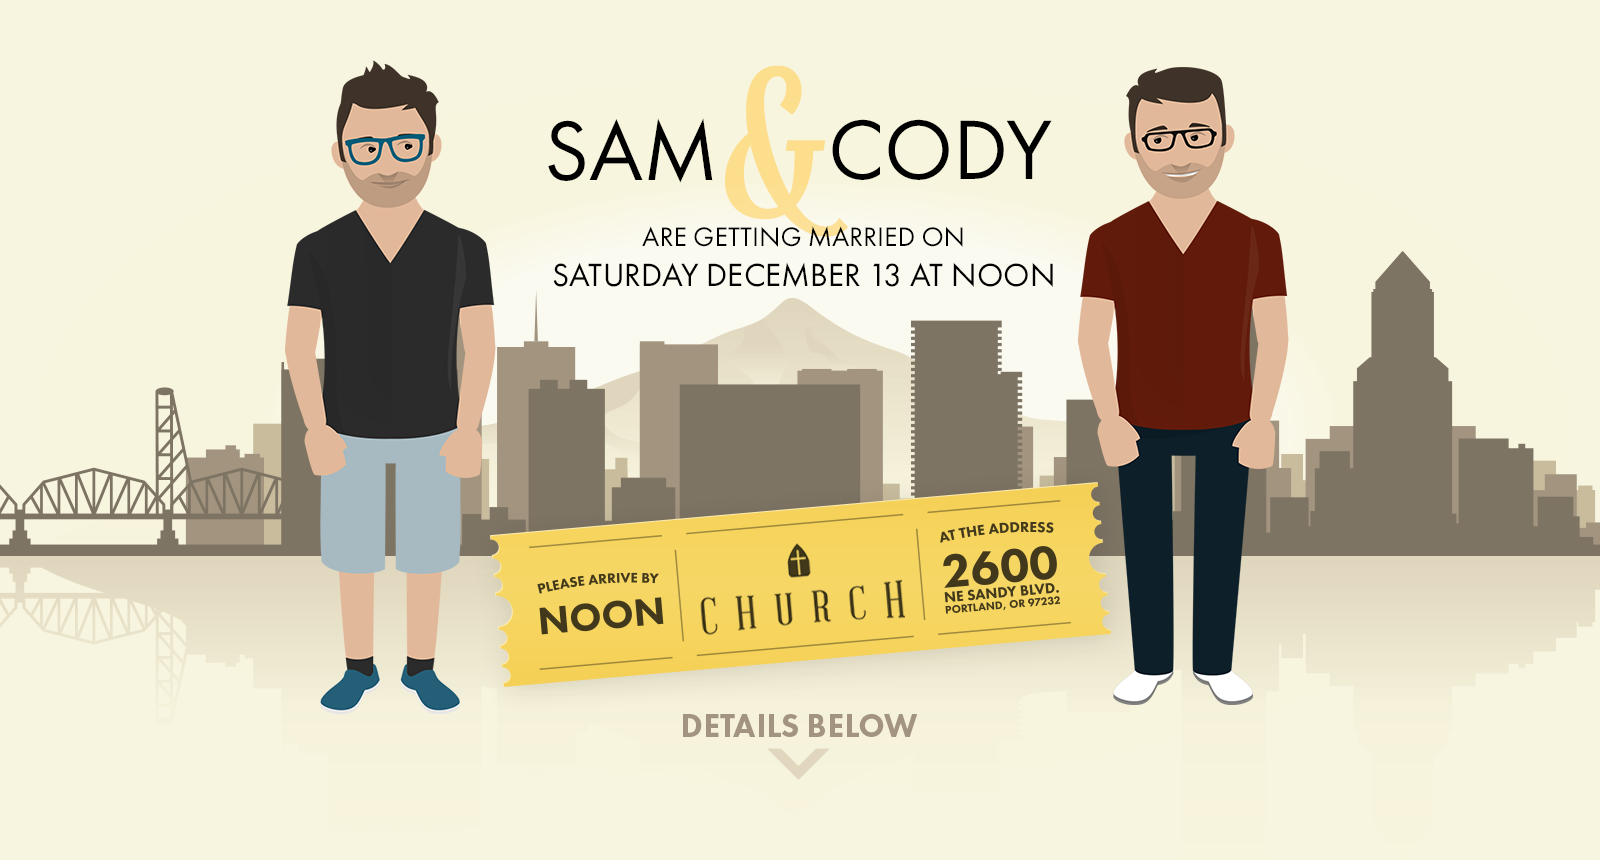 SAM & CODY
ARE GETTING MARRIED ON
SATURDAY DECEMBER 13 AT NOON
PLEASE ARRIVE BY
NOON
CHURCH
AT THE ADDRESS
2600
NE SANDY BLVD.
PORTLAND, OR 97232
DETAILS BELOW